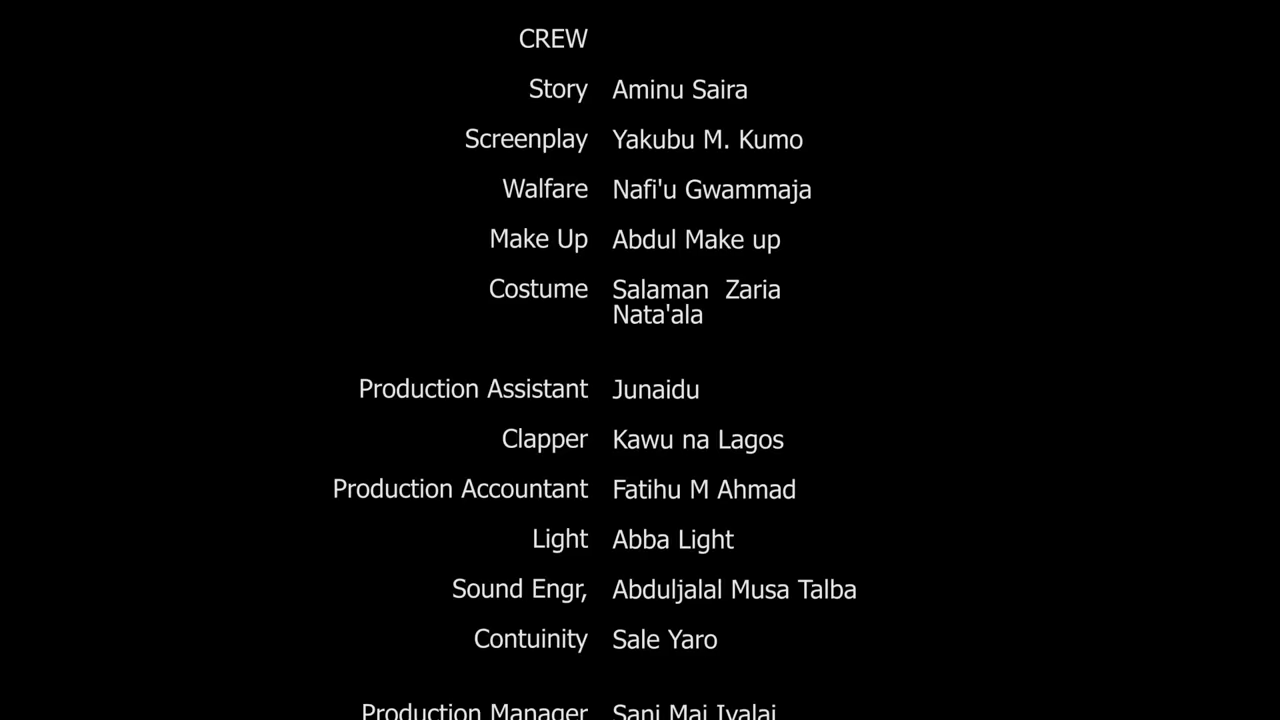 CREW
Story Aminu Saira
Screenplay Yakubu M. Kumo
Walfare Nafi'u Gwammaja
Make Up Abdul Make up
Costume Salaman Zaria
Nata'ala
Production Assistant Junaidu
Clapper Kawu na Lagos
Production Accountant Fatihu M Ahmad
Light Abba Light
Sound Engr, Abduljalal Musa Talba
Contuinity Sale Yaro
Production Manager Sani Mai Iyalai